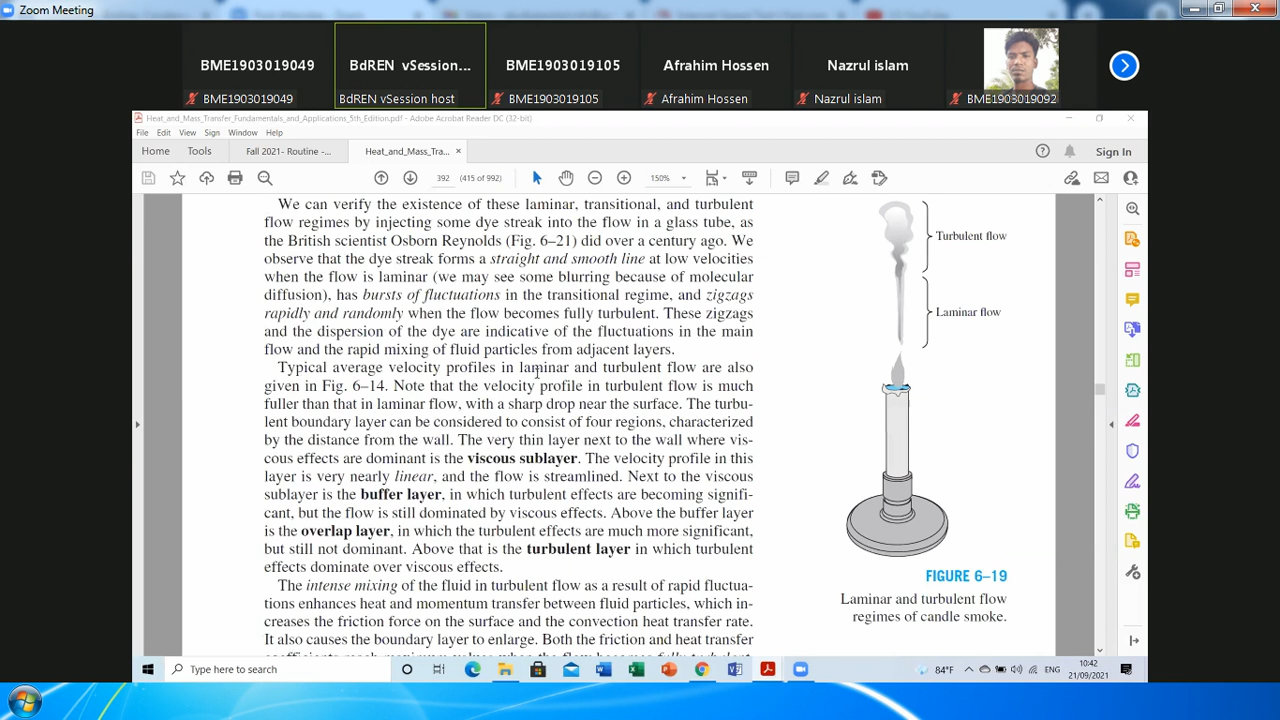 Zoom Meeting
BME1903019049
BdREN vSession...
BME1903019105
Afrahim Hossen
Nazrul islam
BME1903019049
BdREN vSession host
BME1903019105
Afrahim Hossen
Nazrul islam
BME1903019092
Heat_and_Mass_Transfer_Fundamentals_and_Applications_5th_Edition.pdf - Adobe Acrobat Reader DC (32-bit)
File Edit View Sign Window Help
Home Tools Fall 2021- Routine -... Heat_and_Mass_Tra... ×
Sign In
392 (415 of 992) 150%
We can verify the existence of these laminar, transitional, and turbulent
flow regimes by injecting some dye streak into the flow in a glass tube, as
the British scientist Osborn Reynolds (Fig. 6–21) did over a century ago. We
observe that the dye streak forms a straight and smooth line at low velocities
when the flow is laminar (we may see some blurring because of molecular
diffusion), has bursts of fluctuations in the transitional regime, and zigzags
rapidly and randomly when the flow becomes fully turbulent. These zigzags
and the dispersion of the dye are indicative of the fluctuations in the main
flow and the rapid mixing of fluid particles from adjacent layers.
Typical average velocity profiles in laminar and turbulent flow are also
given in Fig. 6–14. Note that the velocity profile in turbulent flow is much
fuller than that in laminar flow, with a sharp drop near the surface. The turbu-
lent boundary layer can be considered to consist of four regions, characterized
by the distance from the wall. The very thin layer next to the wall where vis-
cous effects are dominant is the viscous sublayer. The velocity profile in this
layer is very nearly linear, and the flow is streamlined. Next to the viscous
sublayer is the buffer layer, in which turbulent effects are becoming signifi-
cant, but the flow is still dominated by viscous effects. Above the buffer layer
is the overlap layer, in which the turbulent effects are much more significant,
but still not dominant. Above that is the turbulent layer in which turbulent
effects dominate over viscous effects.
The intense mixing of the fluid in turbulent flow as a result of rapid fluctua-
tions enhances heat and momentum transfer between fluid particles, which in-
creases the friction force on the surface and the convection heat transfer rate.
It also causes the boundary layer to enlarge. Both the friction and heat transfer
Turbulent flow
Laminar flow
FIGURE 6–19
Laminar and turbulent flow
regimes of candle smoke.
Type here to search
84°F
ENG
10:42
21/09/2021